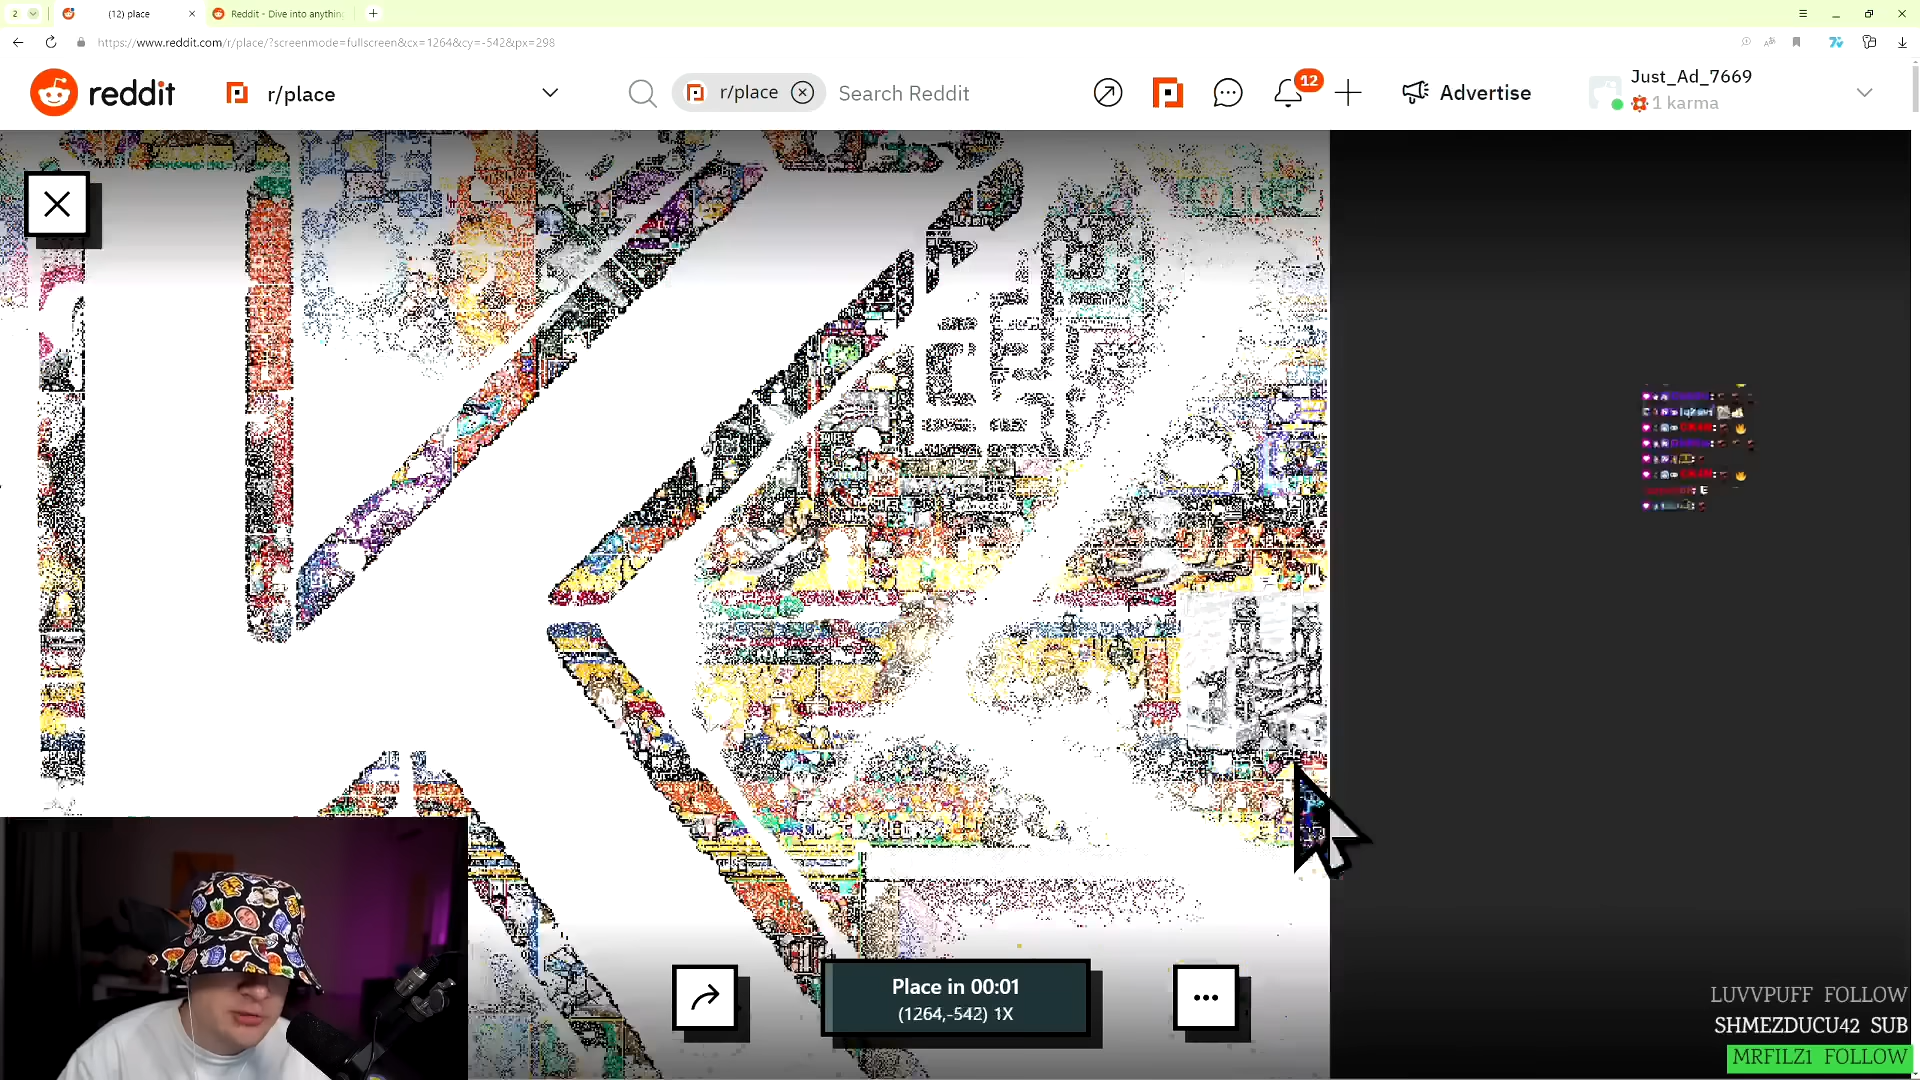 2
(12) place
Reddit - Dive into anything
https://www.reddit.com/r/place/?screenmode=fullscreen&cx=1264&cy=-542&px=298
reddit
r/place
r/place
Search Reddit
12
Advertise
Just_Ad_7669
1 karma
Place in 00:01
(1264,-542) 1X
LUVVPUFF FOLLOW
SHMEZDUCU42 SUB
MRFILZ1 FOLLOW